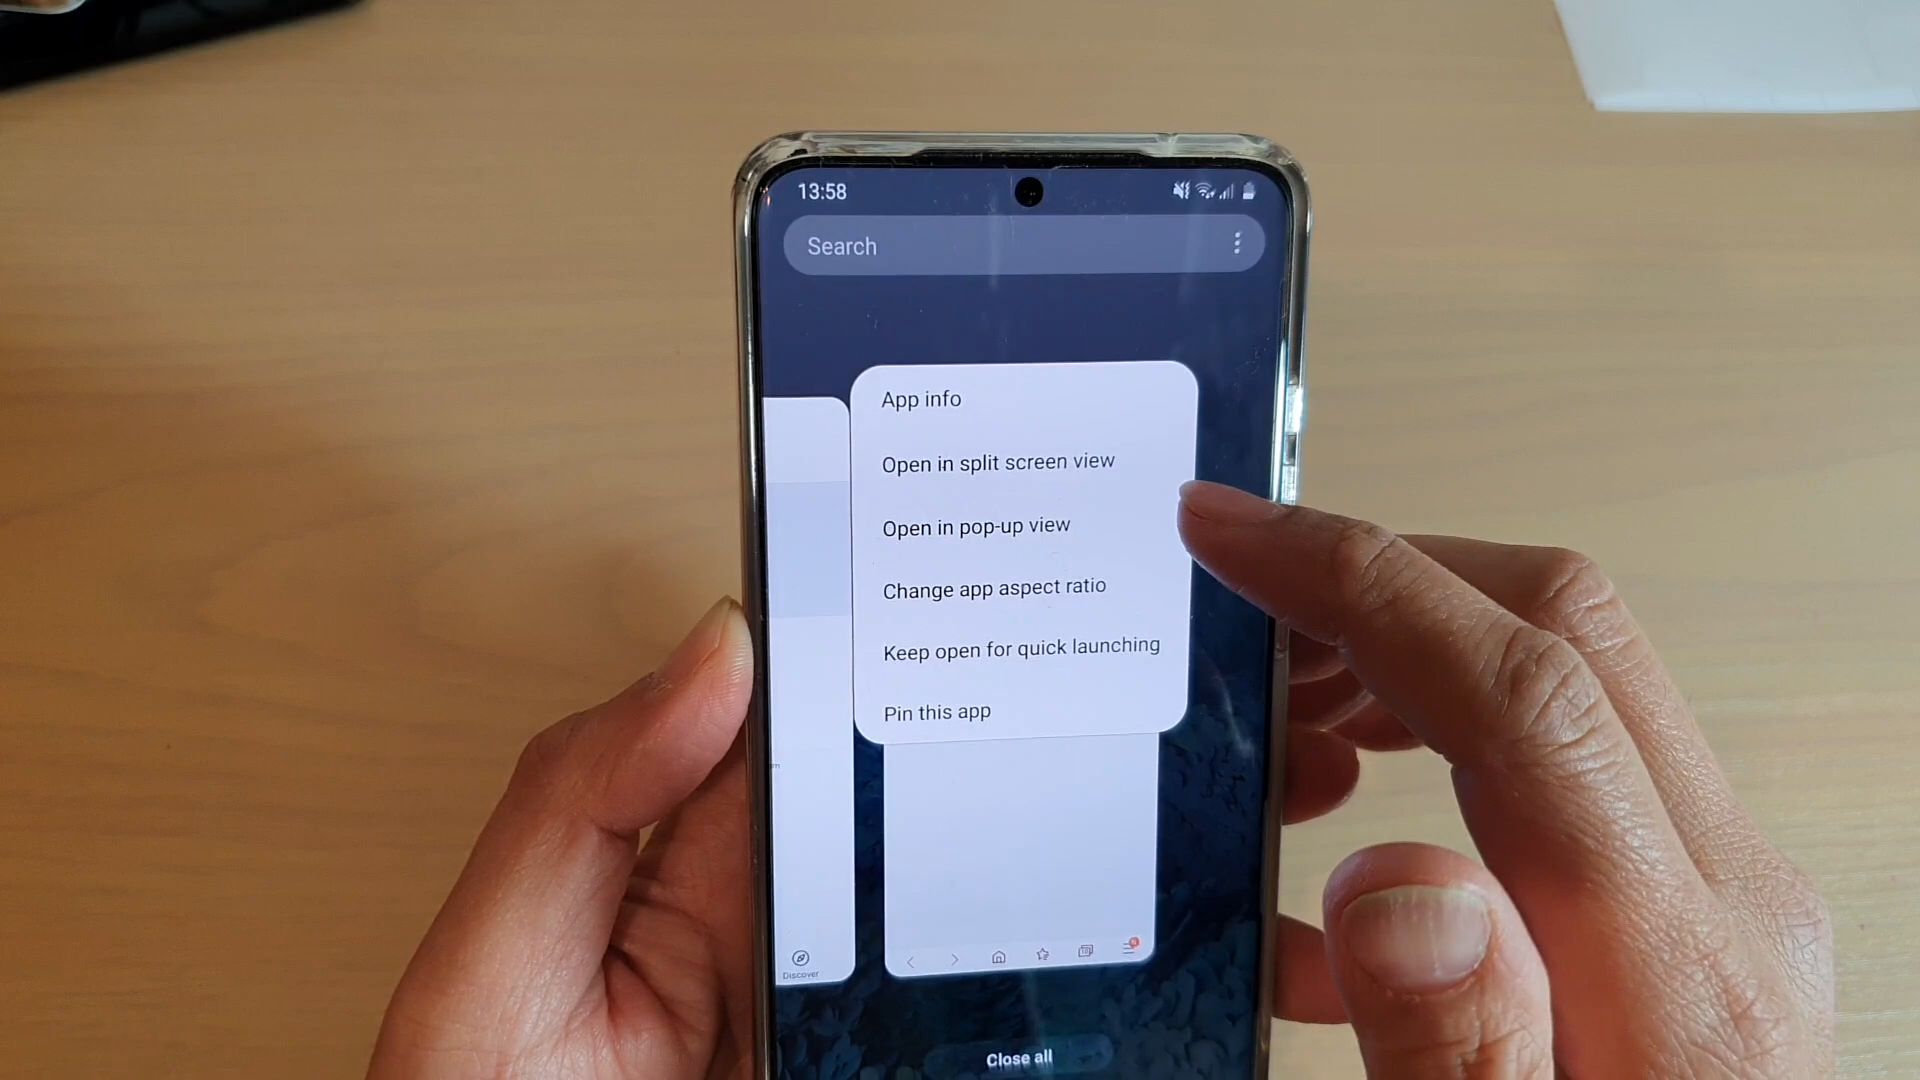 13:58
Search
App info
Open in split screen view
Open in pop-up view
Change app aspect ratio
Keep open for quick launching
Pin this app
Discover
Close all